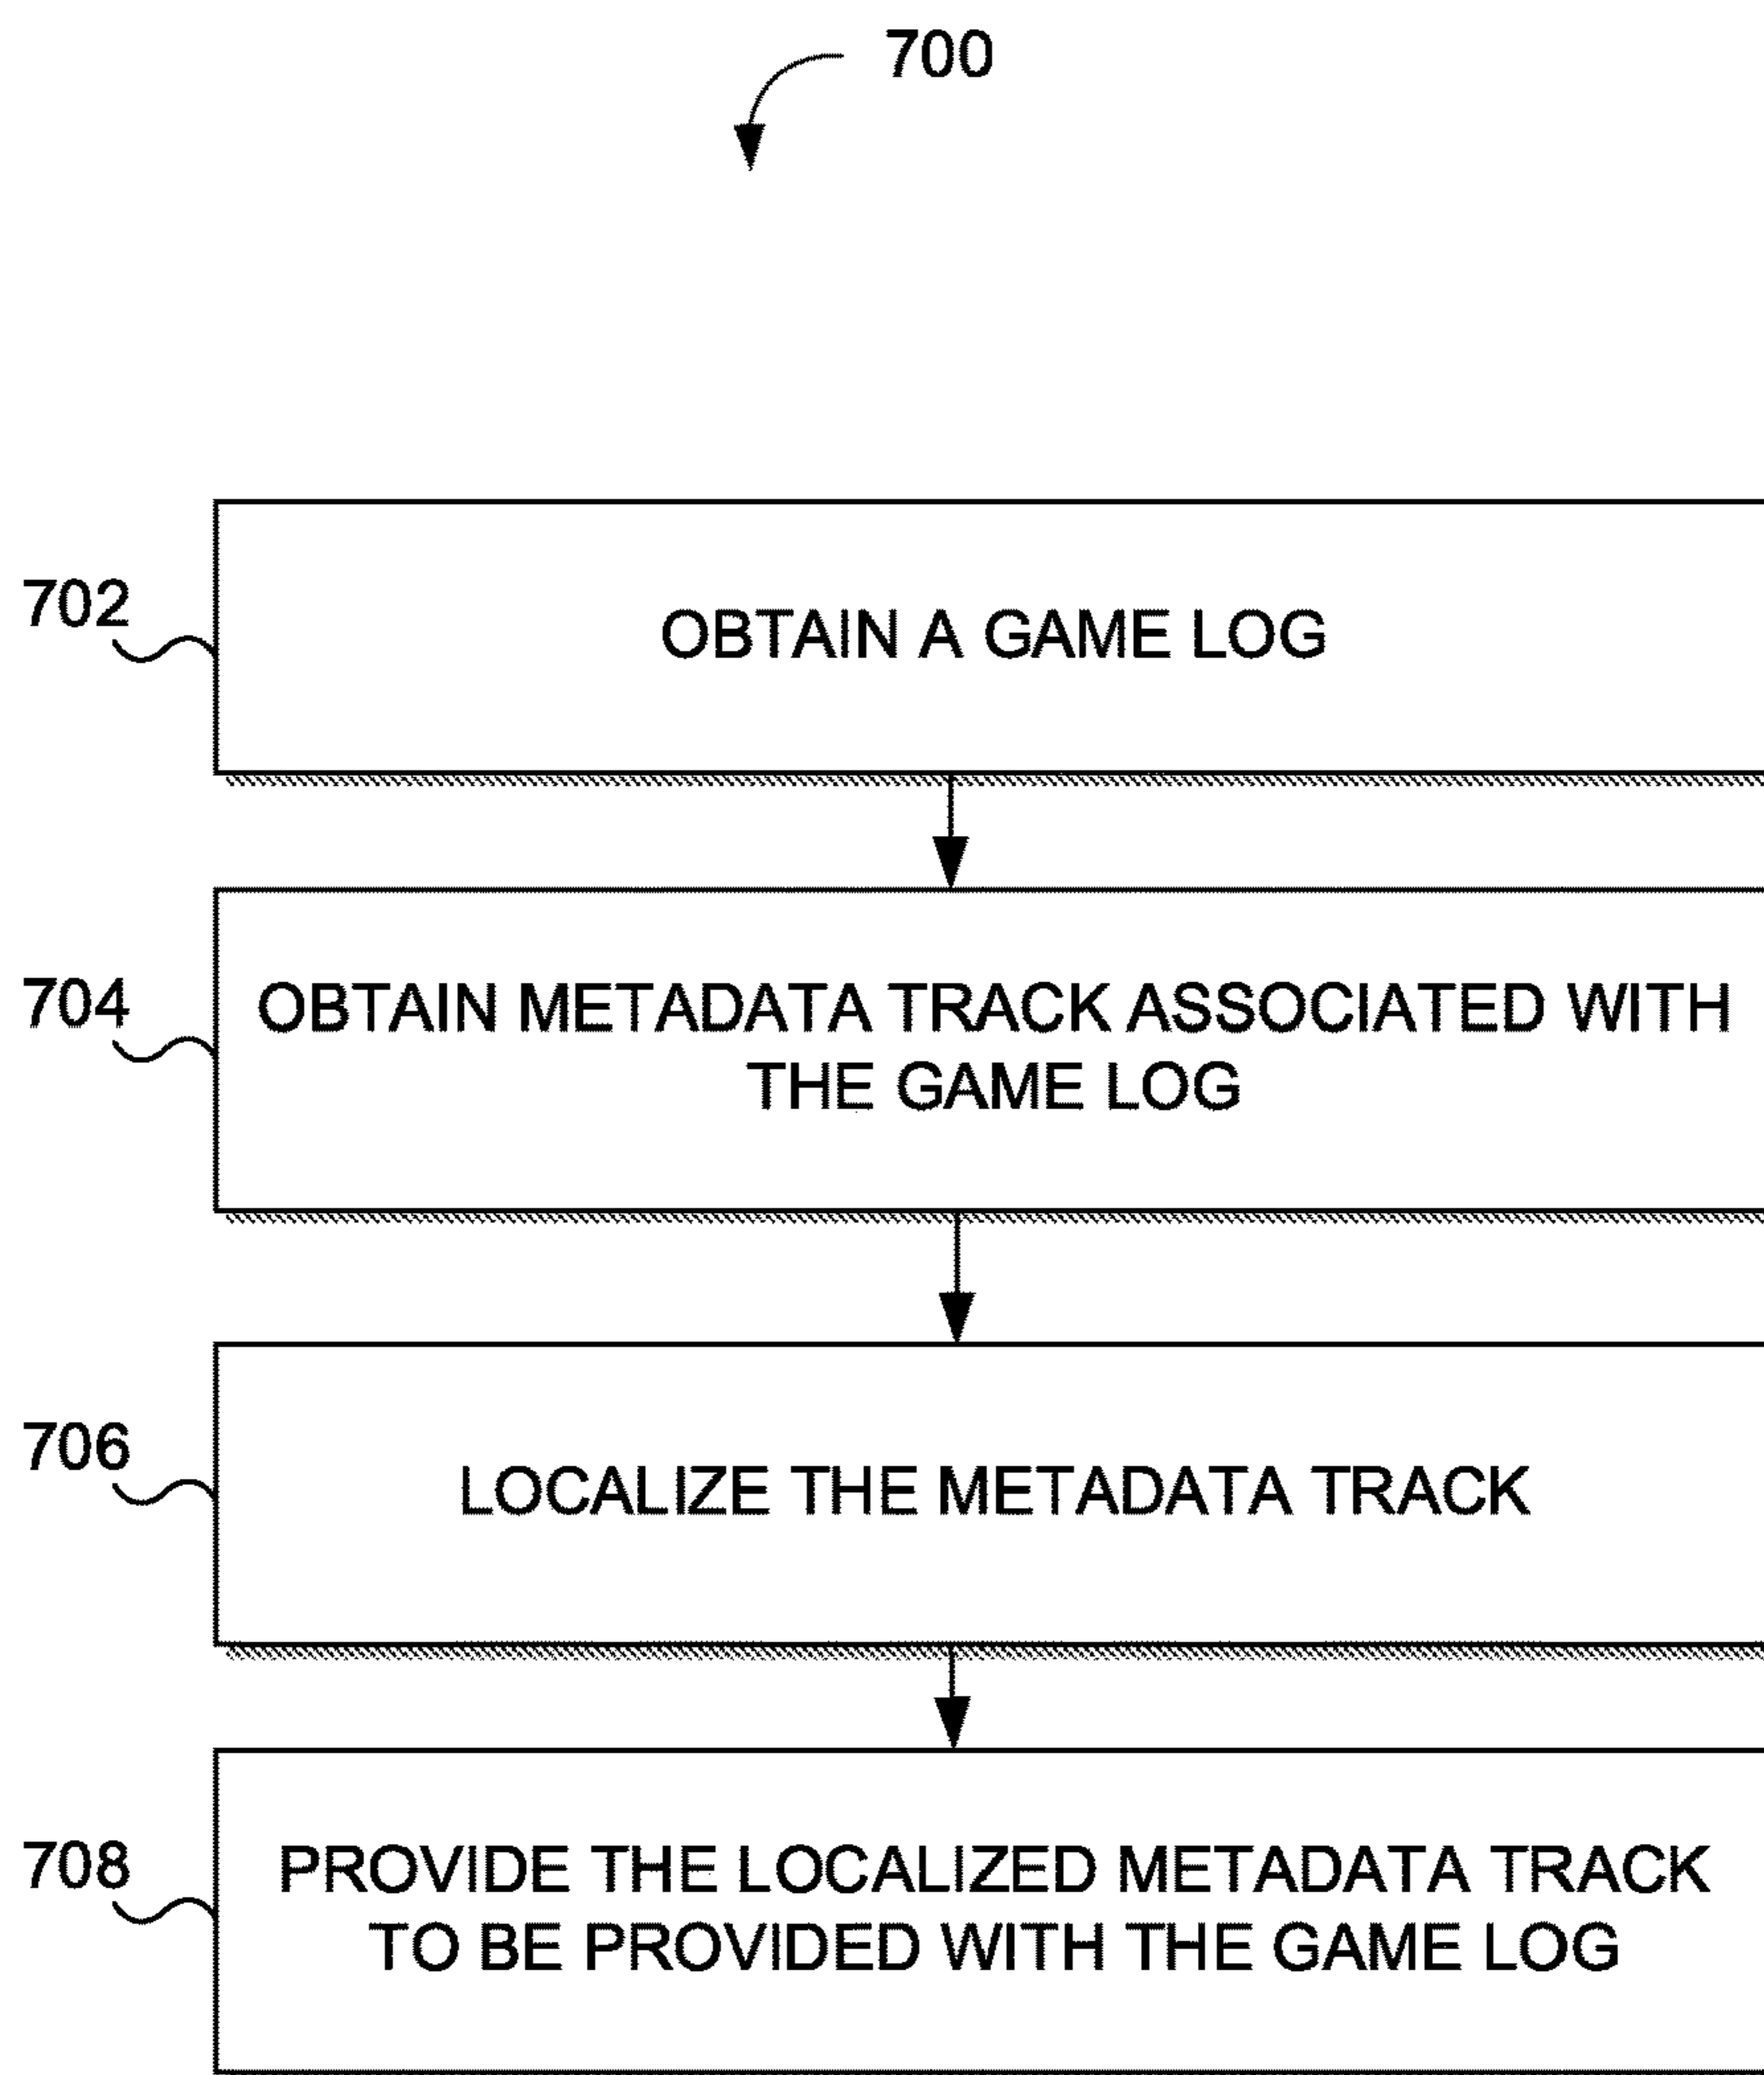 700
702
OBTAIN A GAME LOG
704
OBTAIN METADATA TRACK ASSOCIATED WITH
THE GAME LOG
706
LOCALIZE THE METADATA TRACK
708
PROVIDE THE LOCALIZED METADATA TRACK
TO BE PROVIDED WITH THE GAME LOG